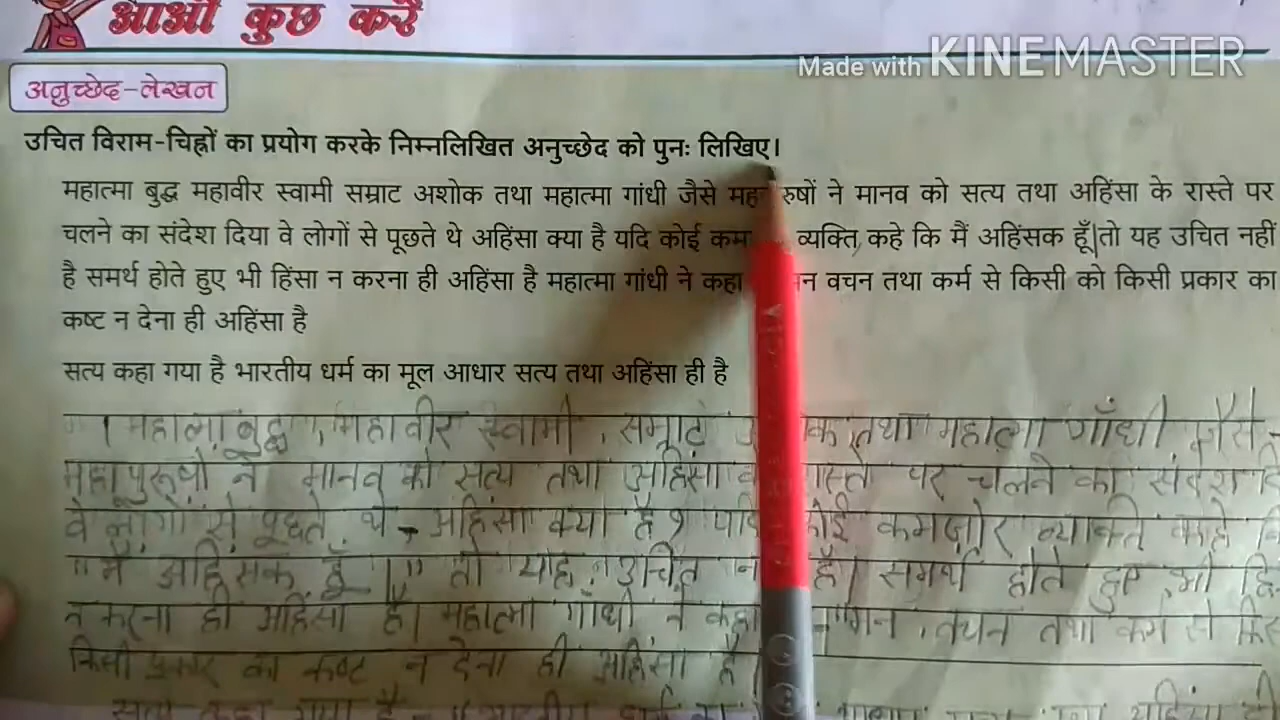 आओ कुछ करें
Made with KINEMASTER
अनुच्छेद-लेखन
उचित विराम-चिह्नों का प्रयोग करके निम्नलिखित अनुच्छेद को पुनः लिखिए।
महात्मा बुद्ध महावीर स्वामी सम्राट अशोक तथा महात्मा गांधी जैसे मह रुषों ने मानव को सत्य तथा अहिंसा के रास्ते पर
चलने का संदेश दिया वे लोगों से पूछते थे अहिंसा क्या है यदि कोई कम व्यक्ति कहे कि मैं अहिंसक हूँ तो यह उचित नहीं
है समर्थ होते हुए भी हिंसा न करना ही अहिंसा है महात्मा गांधी ने कहा न वचन तथा कर्म से किसी को किसी प्रकार का
कष्ट न देना ही अहिंसा है
सत्य कहा गया है भारतीय धर्म का मूल आधार सत्य तथा अहिंसा ही है
महात्मा बुद्ध, महावीर स्वामी, सम्राट क, तथा महात्मा गाँधी जैसे
महापुरुषों ने मानव को सत्य तथा अहिंसा रास्ते पर चलने का संदेश
वे लोगों से पूछते थे - अहिंसा क्या है? यदि कोई कमज़ोर व्यक्ति कहे
"मैं अहिंसक हूँ।" तो यह उचित है। समर्थ होते हुए भी
न करना ही अहिंसा है। महात्मा गाँधी ने कहा - "मन, वचन तथा कर्म से
किसी प्रकार का कष्ट न देना ही अहिंसा है
सत्य कहा गया है -